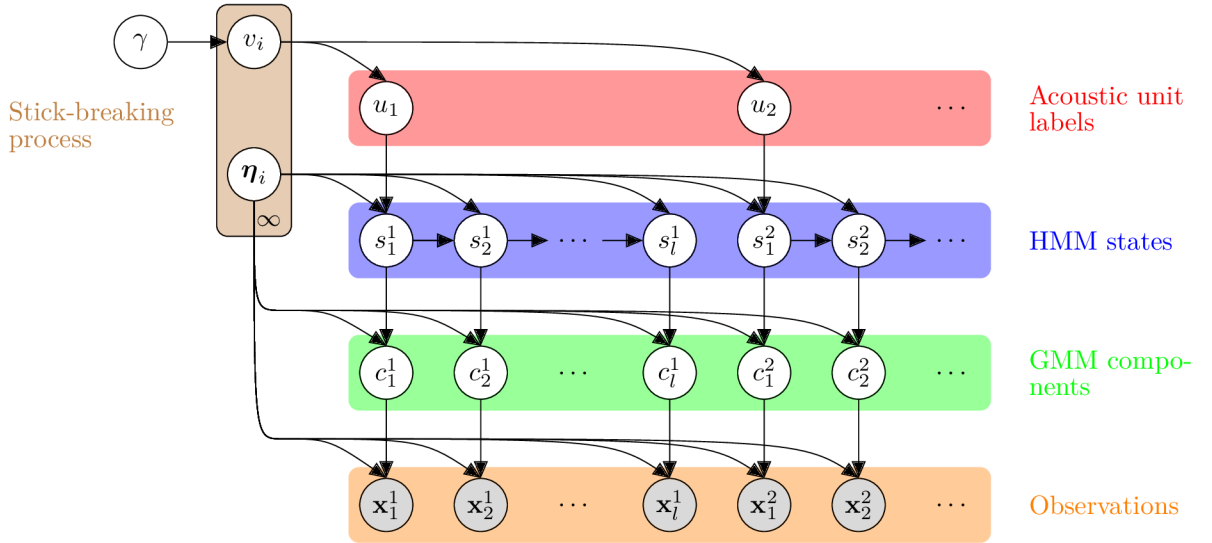 γ v_i
Stick-breaking
process
u_1 u_2 ⋯
Acoustic unit
labels
η_i
∞
s_1^1 s_2^1 ⋯ s_l^1 s_1^2 s_2^2 ⋯
HMM states
c_1^1 c_2^1 ⋯ c_l^1 c_1^2 c_2^2 ⋯
GMM compo-
nents
x_1^1 x_2^1 ⋯ x_l^1 x_1^2 x_2^2 ⋯
Observations